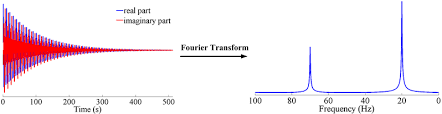 real part
imaginary part
0 100 200 300 400 500
Time (s)
Fourier Transform
100 80 60 40 20 0
Frequency (Hz)